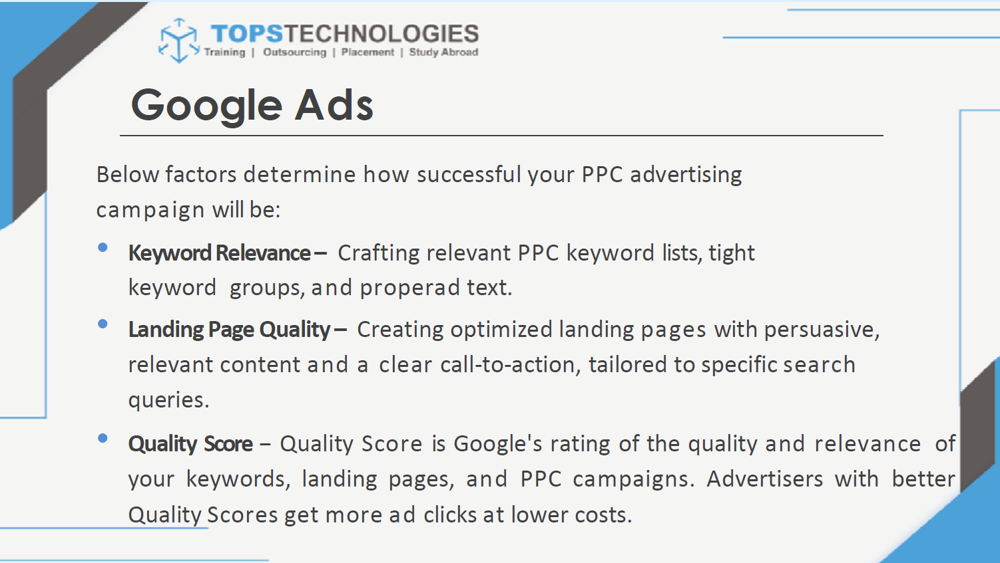 TOPSTECHNOLOGIES
Training | Outsourcing | Placement | Study Abroad
Google Ads
Below factors determine how successful your PPC advertising
campaign will be:
• Keyword Relevance – Crafting relevant PPC keyword lists, tight
keyword groups, and properad text.
• Landing Page Quality – Creating optimized landing pages with persuasive,
relevant content and a clear call-to-action, tailored to specific search
queries.
• Quality Score – Quality Score is Google's rating of the quality and relevance of
your keywords, landing pages, and PPC campaigns. Advertisers with better
Quality Scores get more ad clicks at lower costs.